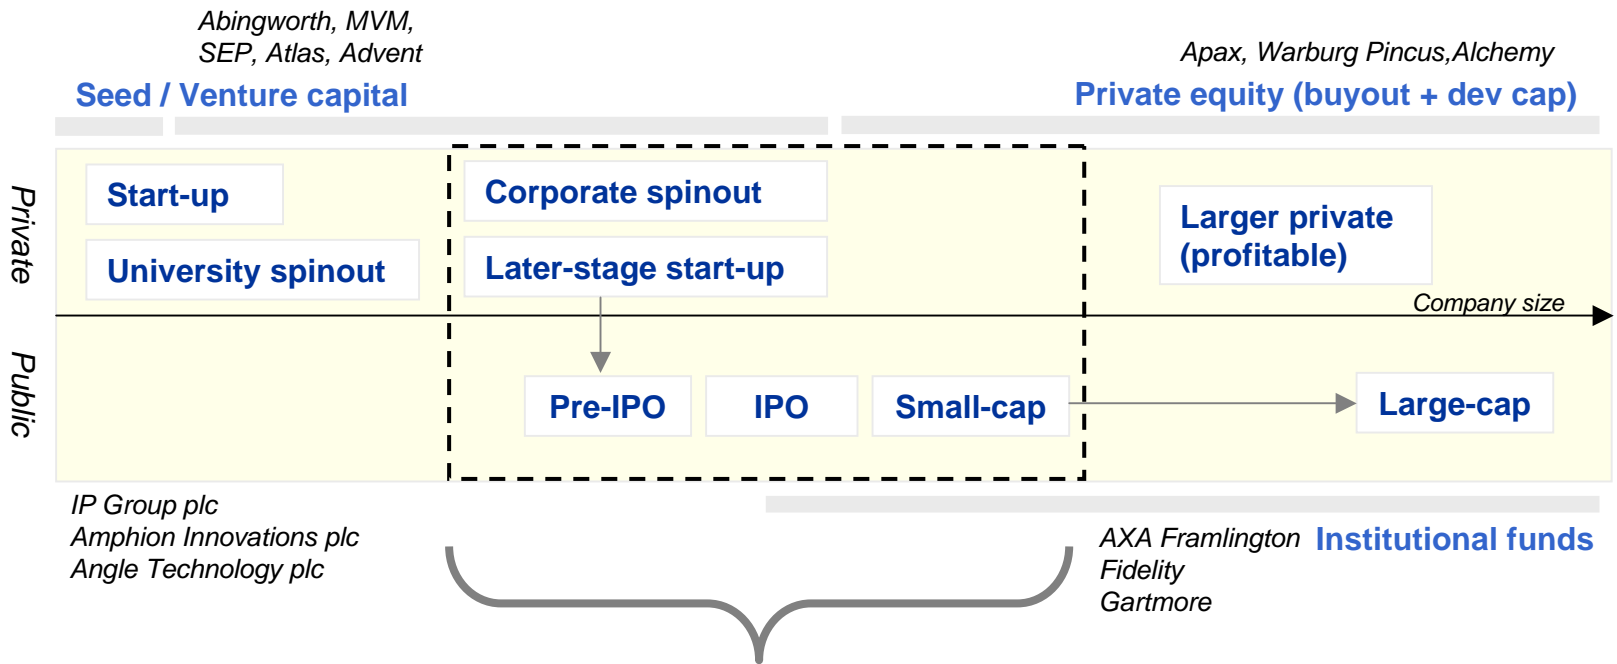 Abingworth, MVM,
SEP, Atlas, Advent
Apax, Warburg Pincus,Alchemy
Seed / Venture capital
Private equity (buyout + dev cap)
Private
Start-up
University spinout
Corporate spinout
Later-stage start-up
Larger private
(profitable)
Company size
Public
Pre-IPO
IPO
Small-cap
Large-cap
IP Group plc
Amphion Innovations plc
Angle Technology plc
AXA Framlington
Fidelity
Gartmore
Institutional funds